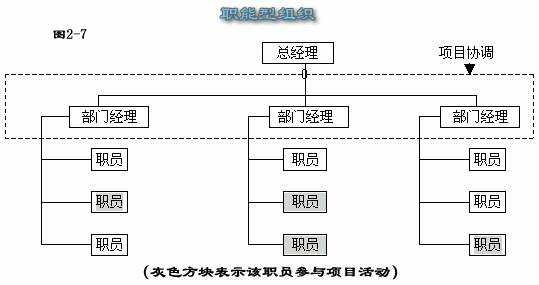 职能型组织
图2-7
总经理
项目协调
部门经理 部门经理 部门经理
职员 职员 职员
职员 职员 职员
职员 职员 职员
(灰色方块表示该职员参与项目活动)